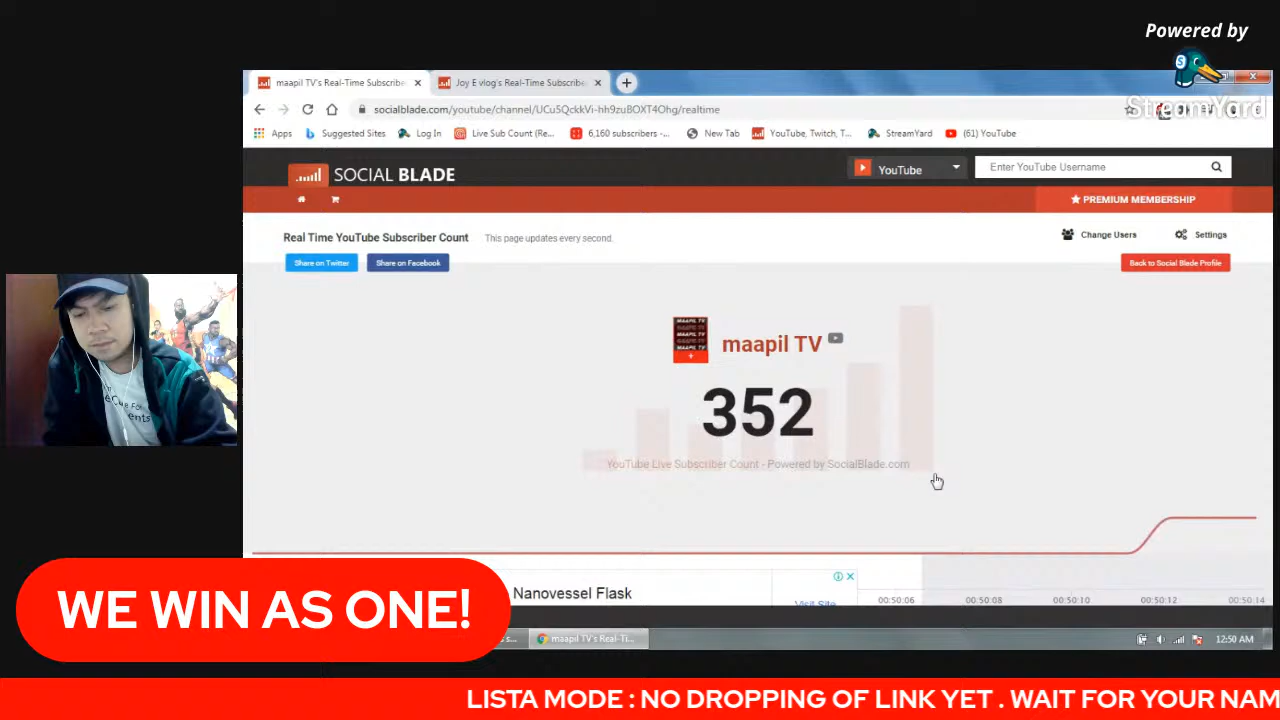 Powered by
StreamYard
maapil TV's Real-Time Subscribe
Joy E vlog's Real-Time Subscribe
socialblade.com/youtube/channel/UCu5QckkVi-hh9zuBOXT4Ohg/realtime
Apps
Suggested Sites
Log In
Live Sub Count (Re...
6,160 subscribers -...
New Tab
YouTube, Twitch, T...
StreamYard
(61) YouTube
SOCIAL BLADE
YouTube
Enter YouTube Username
PREMIUM MEMBERSHIP
Real Time YouTube Subscriber Count
This page updates every second.
Change Users
Settings
Share on Twitter
Share on Facebook
Back to Social Blade Profile
MAAPIL TV
maapil TV
352
YouTube Live Subscriber Count - Powered by SocialBlade.com
Nanovessel Flask
Visit Site
00:50:06
00:50:08
00:50:10
00:50:12
00:50:14
WE WIN AS ONE!
maapil TV's Real-Ti...
12:50 AM
LISTA MODE : NO DROPPING OF LINK YET . WAIT FOR YOUR NAM